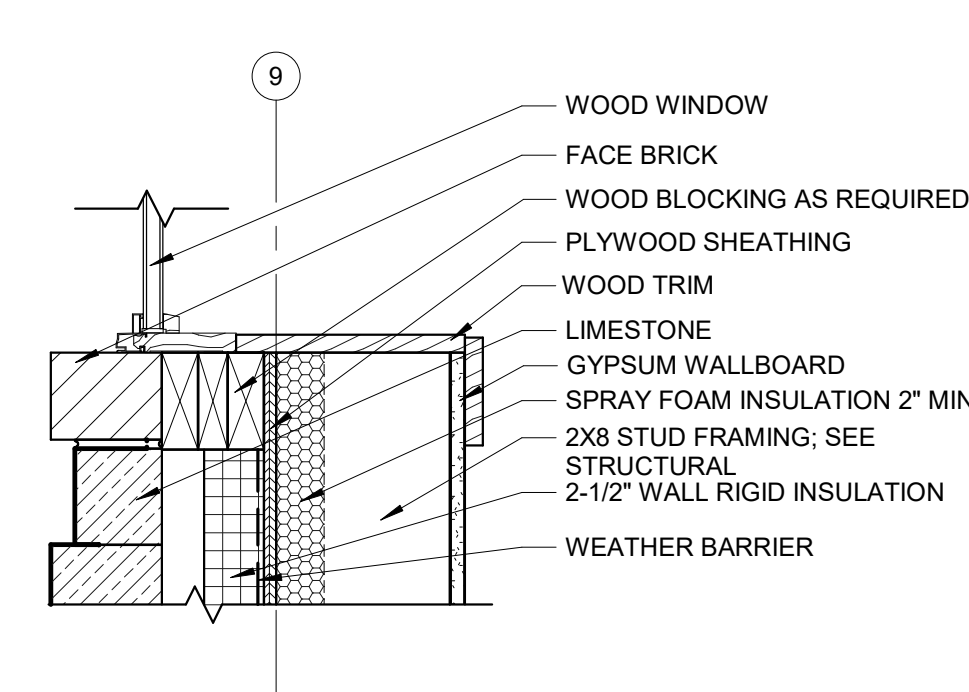 9
WOOD WINDOW
FACE BRICK
WOOD BLOCKING AS REQUIRED
PLYWOOD SHEATHING
WOOD TRIM
LIMESTONE
GYPSUM WALLBOARD
SPRAY FOAM INSULATION 2" MIN
2X8 STUD FRAMING; SEE
STRUCTURAL
2-1/2" WALL RIGID INSULATION
WEATHER BARRIER